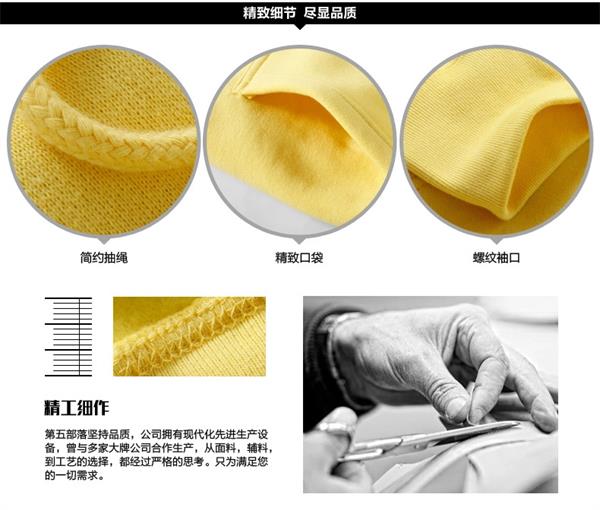 精致细节 尽显品质
简约抽绳
精致口袋
螺纹袖口
精工细作
第五部落坚持品质，公司拥有现代化先进生产设
备，曾与多家大牌公司合作生产，从面料，辅料，
到工艺的选择，都经过严格的思考。只为满足您
的一切需求。